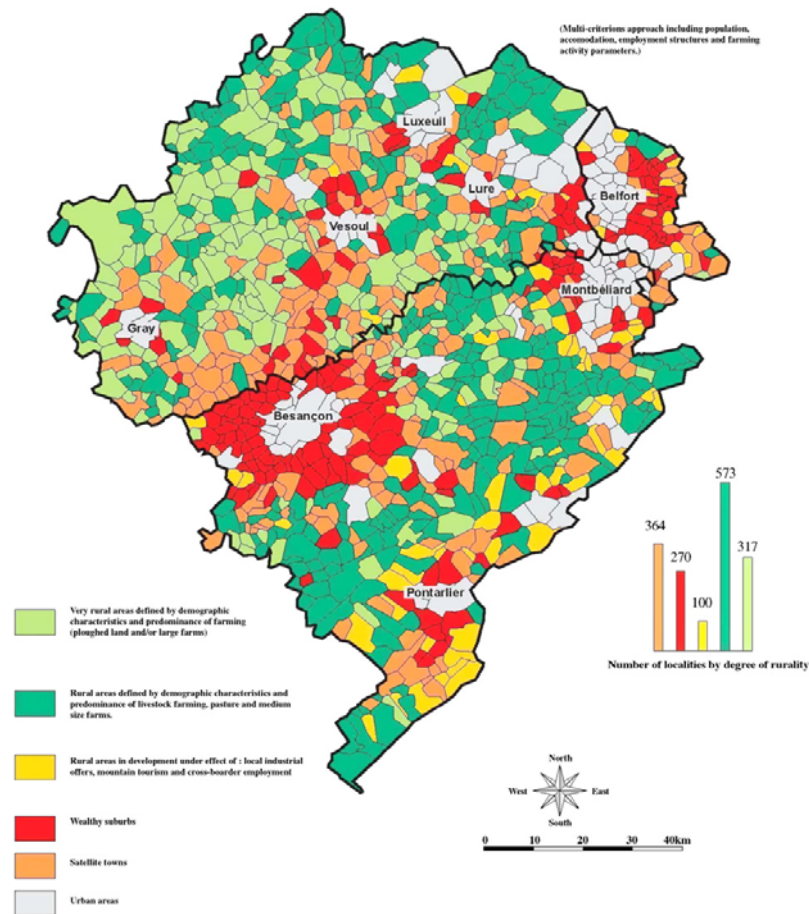 (Multi-criterions approach including population,
accomodation, employment structures and farming
activity parameters.)
Luxeuil
Lure
Belfort
Vesoul
Montbéliard
Gray
Besançon
Pontarlier
573
364
317
270
100
Number of localities by degree of rurality
Very rural areas defined by demographic
characteristics and predominance of farming
(ploughed land and/or large farms)
Rural areas defined by demographic characteristics and
predominance of livestock farming, pasture and medium
size farms.
Rural areas in development under effect of : local industrial
offers, mountain tourism and cross-boarder employment
Wealthy suburbs
Satellite towns
Urban areas
North
West
East
South
0 10 20 30 40km